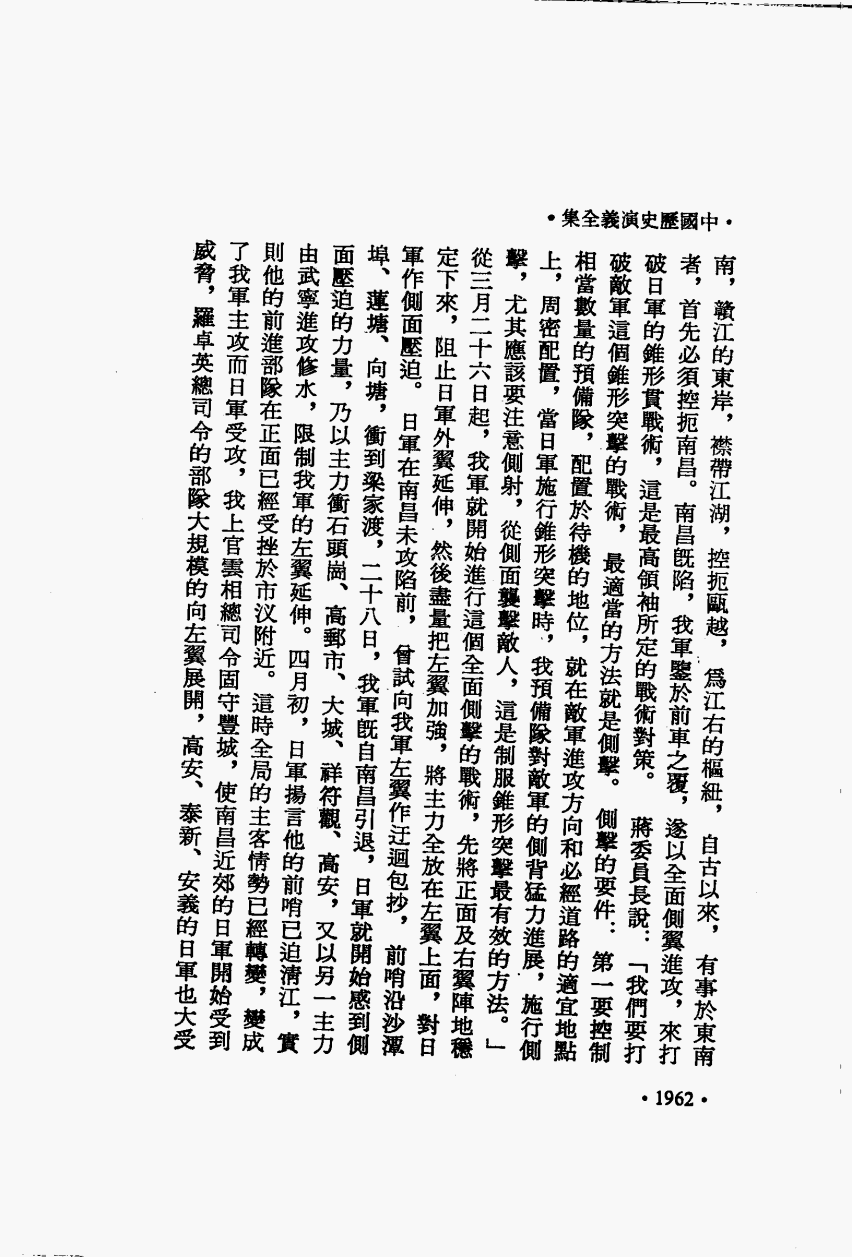 •中國歷史演義全集•
南，贛江的東岸，襟帶江湖，控扼甌越，爲江右的樞紐，自古以來，有事於東南
者，首先必須控扼南昌。南昌旣陷，我軍鑒於前車之覆，遂以全面側翼進攻，來打
破日軍的錐形貫戰術，這是最高領袖所定的戰術對策。蔣委員長說：「我們要打
破敵軍這個錐形突擊的戰術，最適當的方法就是側擊。側擊的要件：第一要控制
相當數量的預備隊，配置於待機的地位，就在敵軍進攻方向和必經道路的適宜地點
上，周密配置，當日軍施行錐形突擊時，我預備隊對敵軍的側背猛力進展，施行側
擊，尤其應該要注意側射，從側面襲擊敵人，這是制服錐形突擊最有效的方法。」
從三月二十六日起，我軍就開始進行這個全面側擊的戰術，先將正面及右翼陣地穩
定下來，阻止日軍外翼延伸，然後盡量把左翼加強，將主力全放在左翼上面，對日
軍作側面壓迫。日軍在南昌未攻陷前，曾試向我軍左翼作迂迴包抄，前哨沿沙潭
埠、蓮塘、向塘，衝到梁家渡，二十八日，我軍旣自南昌引退，日軍就開始感到側
面壓迫的力量，乃以主力衝石頭崗、高郵市、大城、祥符觀、高安，又以另一主力
由武寧進攻修水，限制我軍的左翼延伸。四月初，日軍揚言他的前哨已迫淸江，實
則他的前進部隊在正面已經受挫於市汊附近。這時全局的主客情勢已經轉變，變成
了我軍主攻而日軍受攻，我上官雲相總司令固守豐城，使南昌近郊的日軍開始受到
威脅，羅卓英總司令的部隊大規模的向左翼展開，高安、泰新、安義的日軍也大受
•1962•